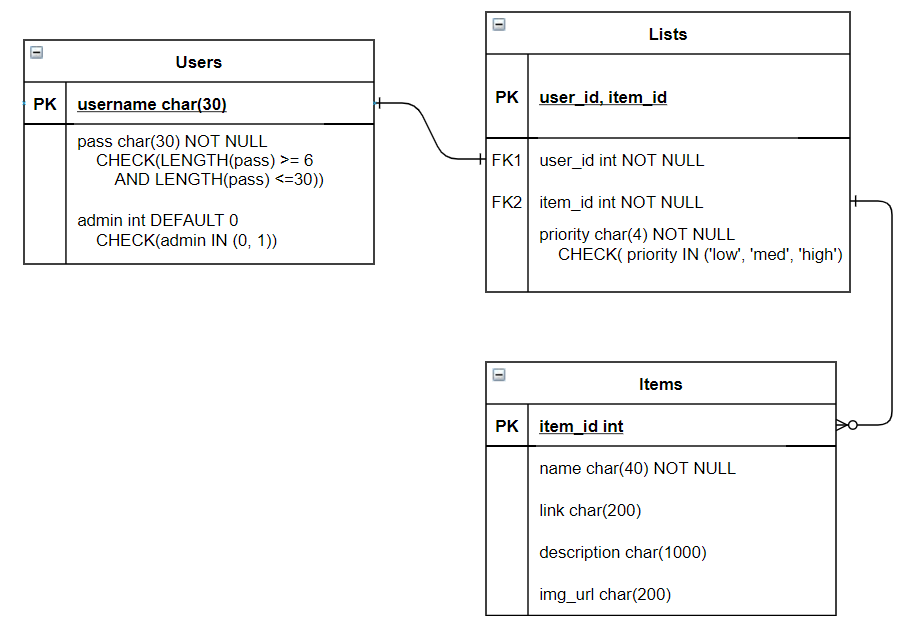 Users
PK username char(30)
pass char(30) NOT NULL
CHECK(LENGTH(pass) >= 6
AND LENGTH(pass) <=30))
admin int DEFAULT 0
CHECK(admin IN (0, 1))
Lists
PK user_id, item_id
FK1 user_id int NOT NULL
FK2 item_id int NOT NULL
priority char(4) NOT NULL
CHECK( priority IN ('low', 'med', 'high')
Items
PK item_id int
name char(40) NOT NULL
link char(200)
description char(1000)
img_url char(200)